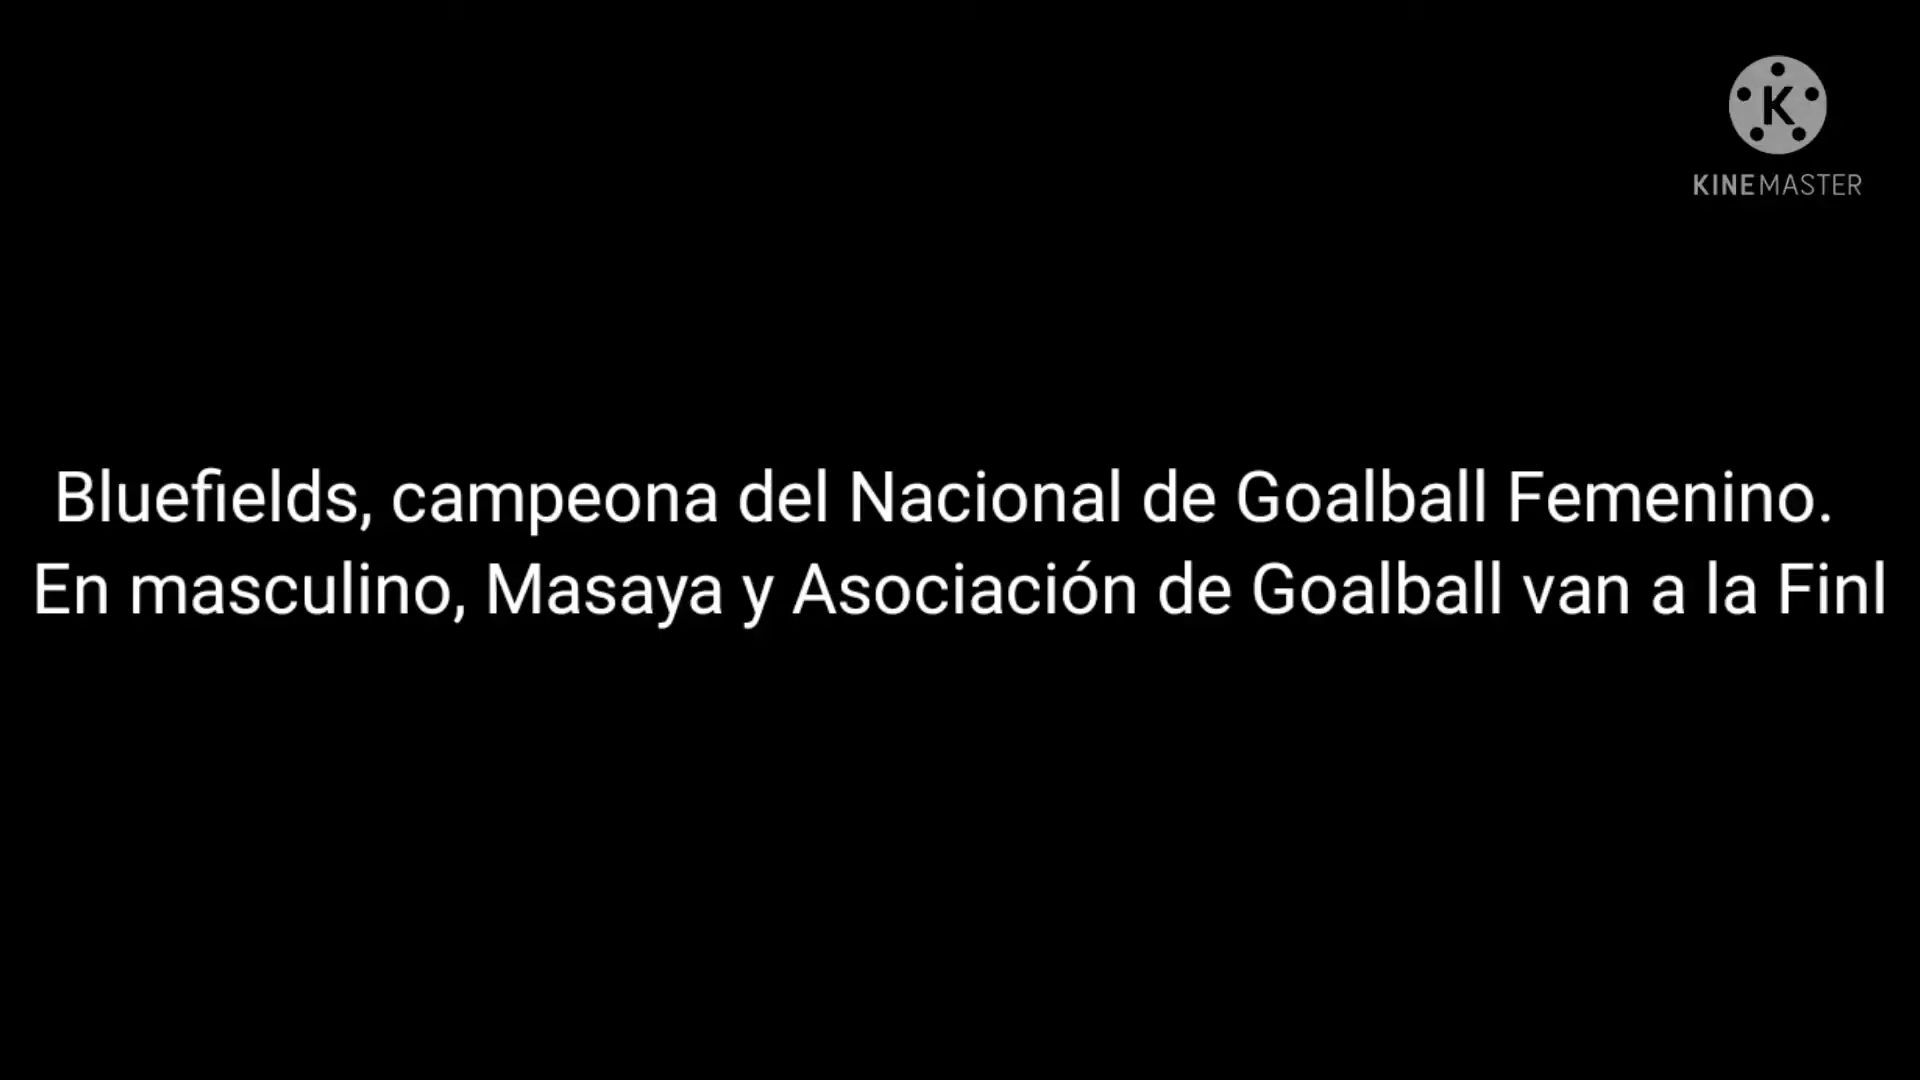 K
KINEMASTER
Bluefields, campeona del Nacional de Goalball Femenino.
En masculino, Masaya y Asociación de Goalball van a la Finl